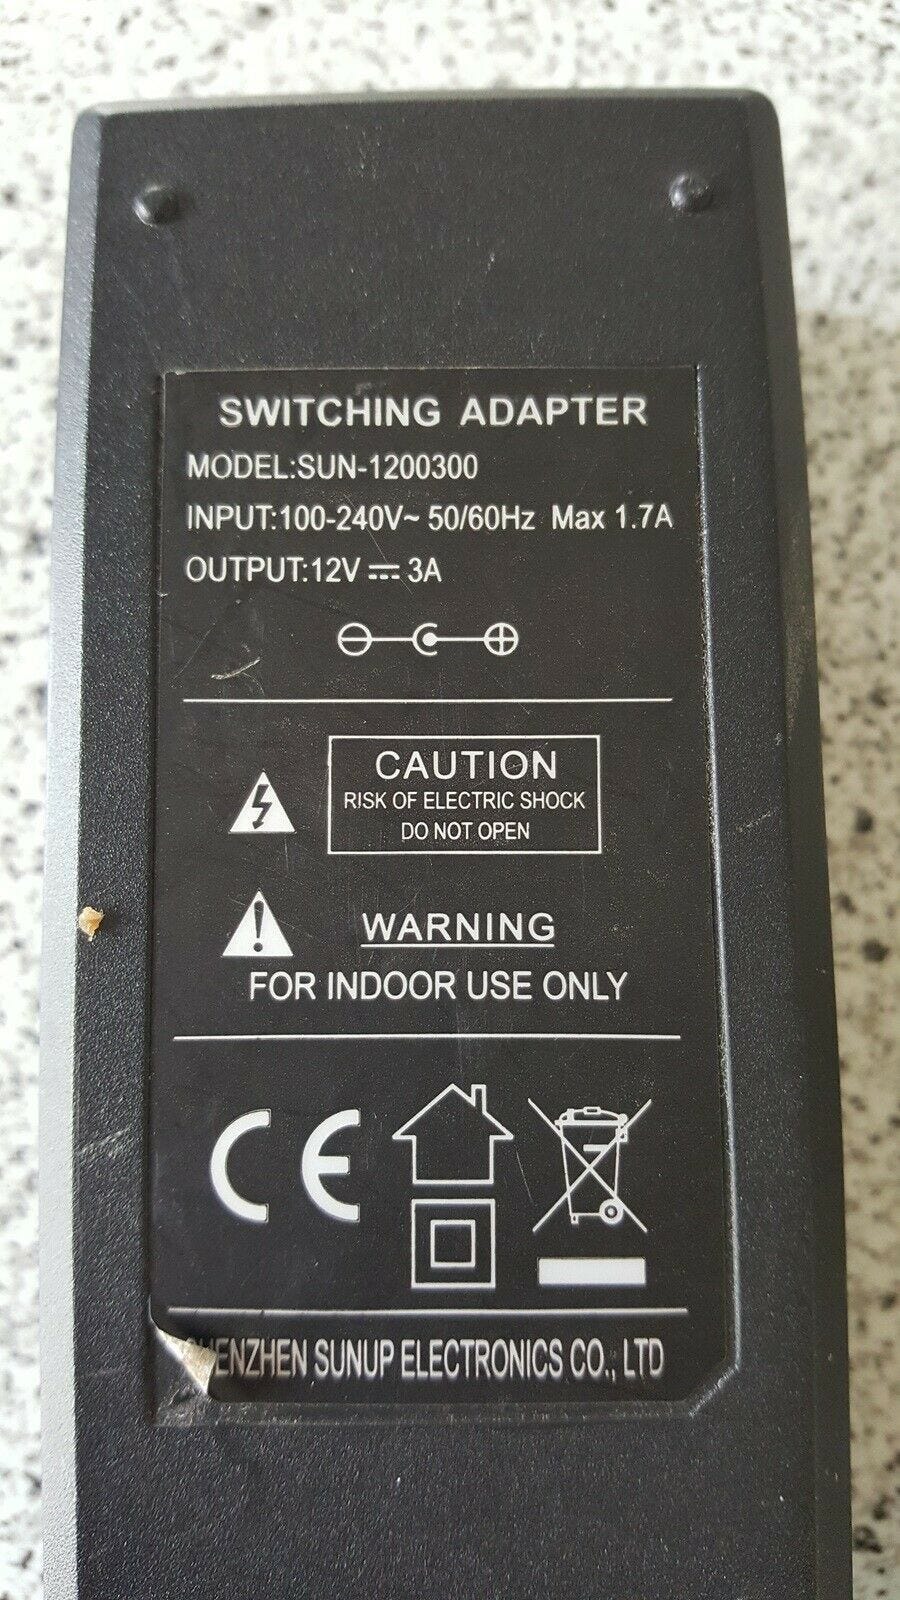 SWITCHING ADAPTER
MODEL:SUN-1200300
INPUT:100-240V~ 50/60Hz Max 1.7A
OUTPUT:12V ⎓ 3A
CAUTION
RISK OF ELECTRIC SHOCK
DO NOT OPEN
WARNING
FOR INDOOR USE ONLY
CE
SHENZHEN SUNUP ELECTRONICS CO., LTD